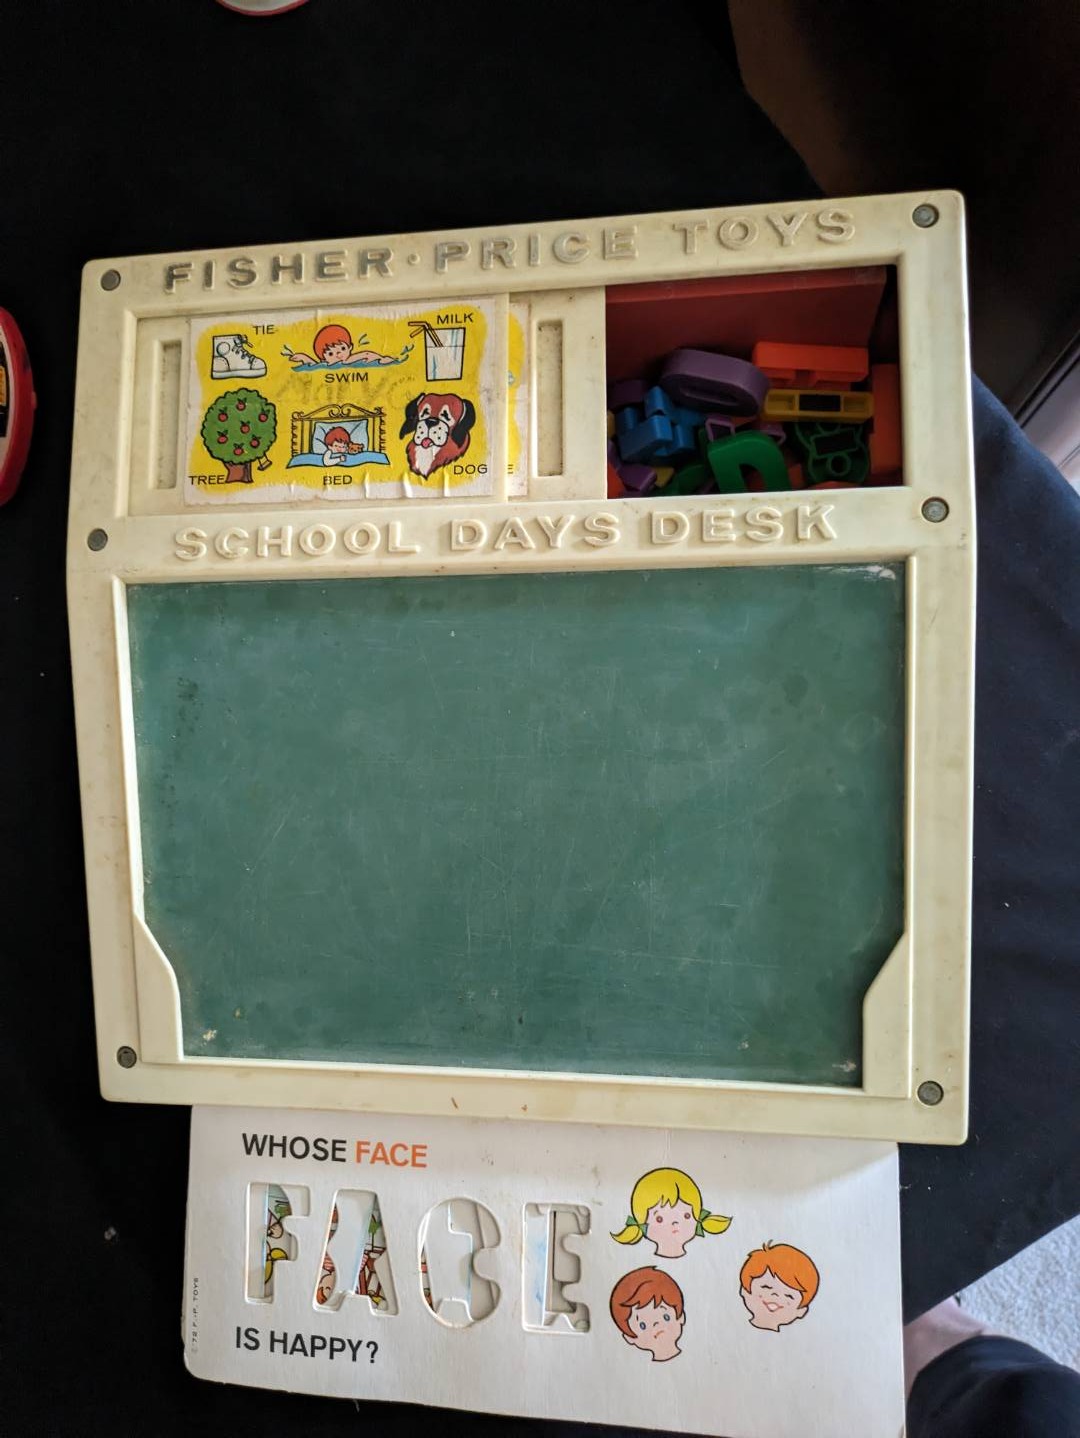 FISHER·PRICE TOYS
TIE
SWIM
MILK
TREE
BED
DOG
E
SCHOOL DAYS DESK
WHOSE FACE
FACE
IS HAPPY?